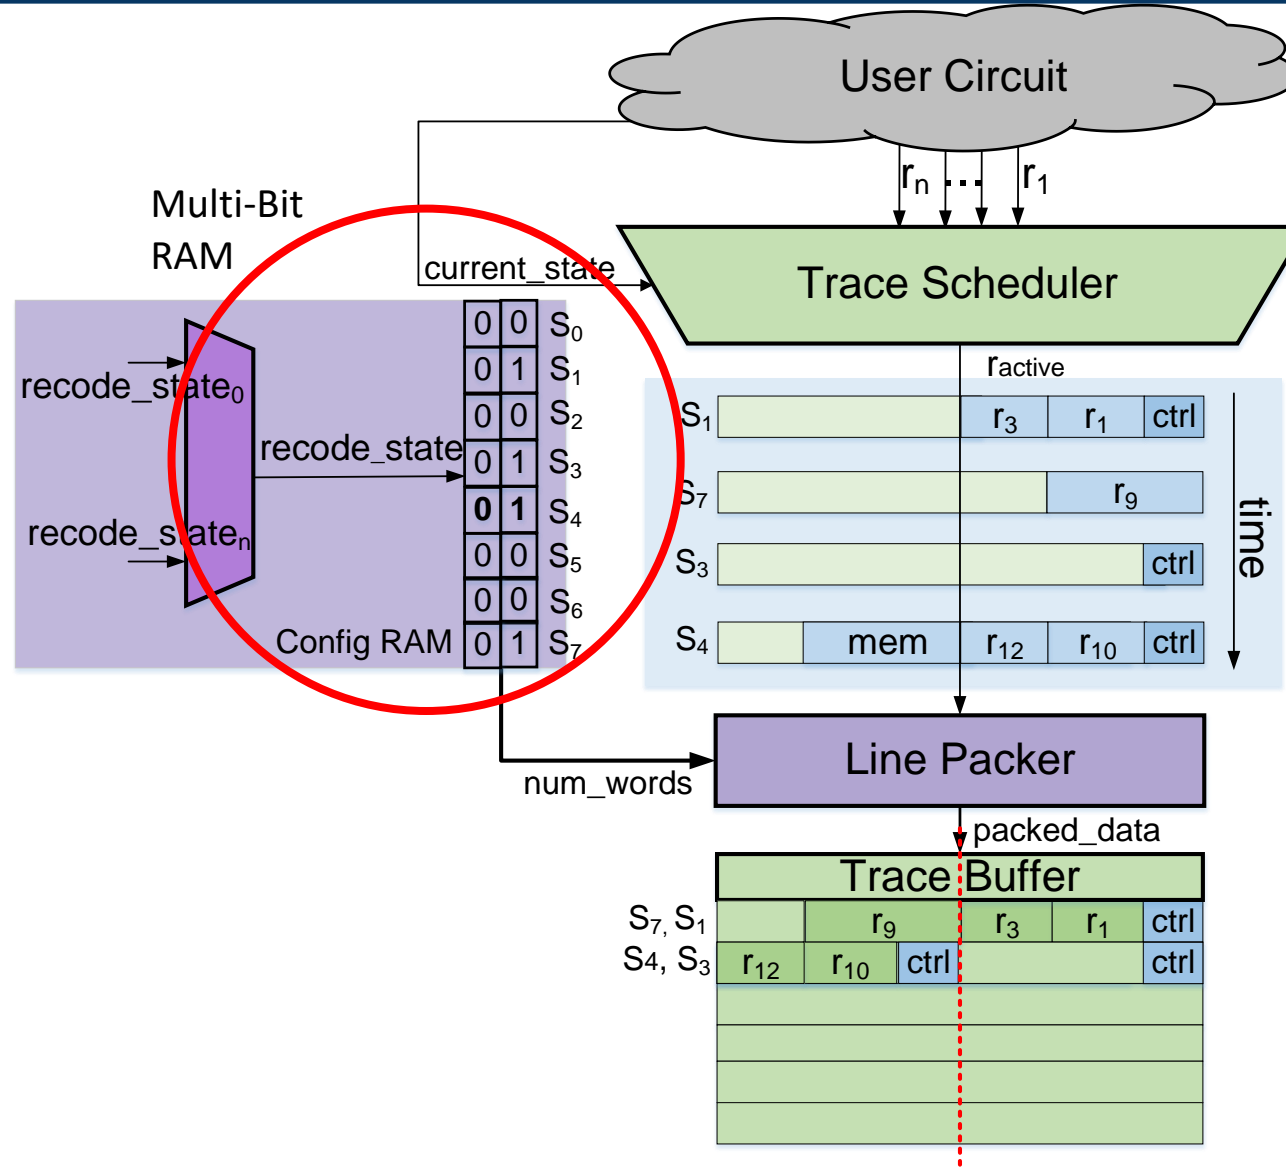 User Circuit
rn ... r1
Multi-Bit
RAM
current_state
Trace Scheduler
ractive
0 0 S0
0 1 S1
0 0 S2
0 1 S3
0 1 S4
0 0 S5
0 0 S6
Config RAM 0 1 S7
recode_state0
recode_state
recode_staten
S1 r3 r1 ctrl
S7 r9
S3 ctrl
S4 mem r12 r10 ctrl
time
Line Packer
num_words
packed_data
Trace Buffer
S7, S1 r9 r3 r1 ctrl
S4, S3 r12 r10 ctrl ctrl